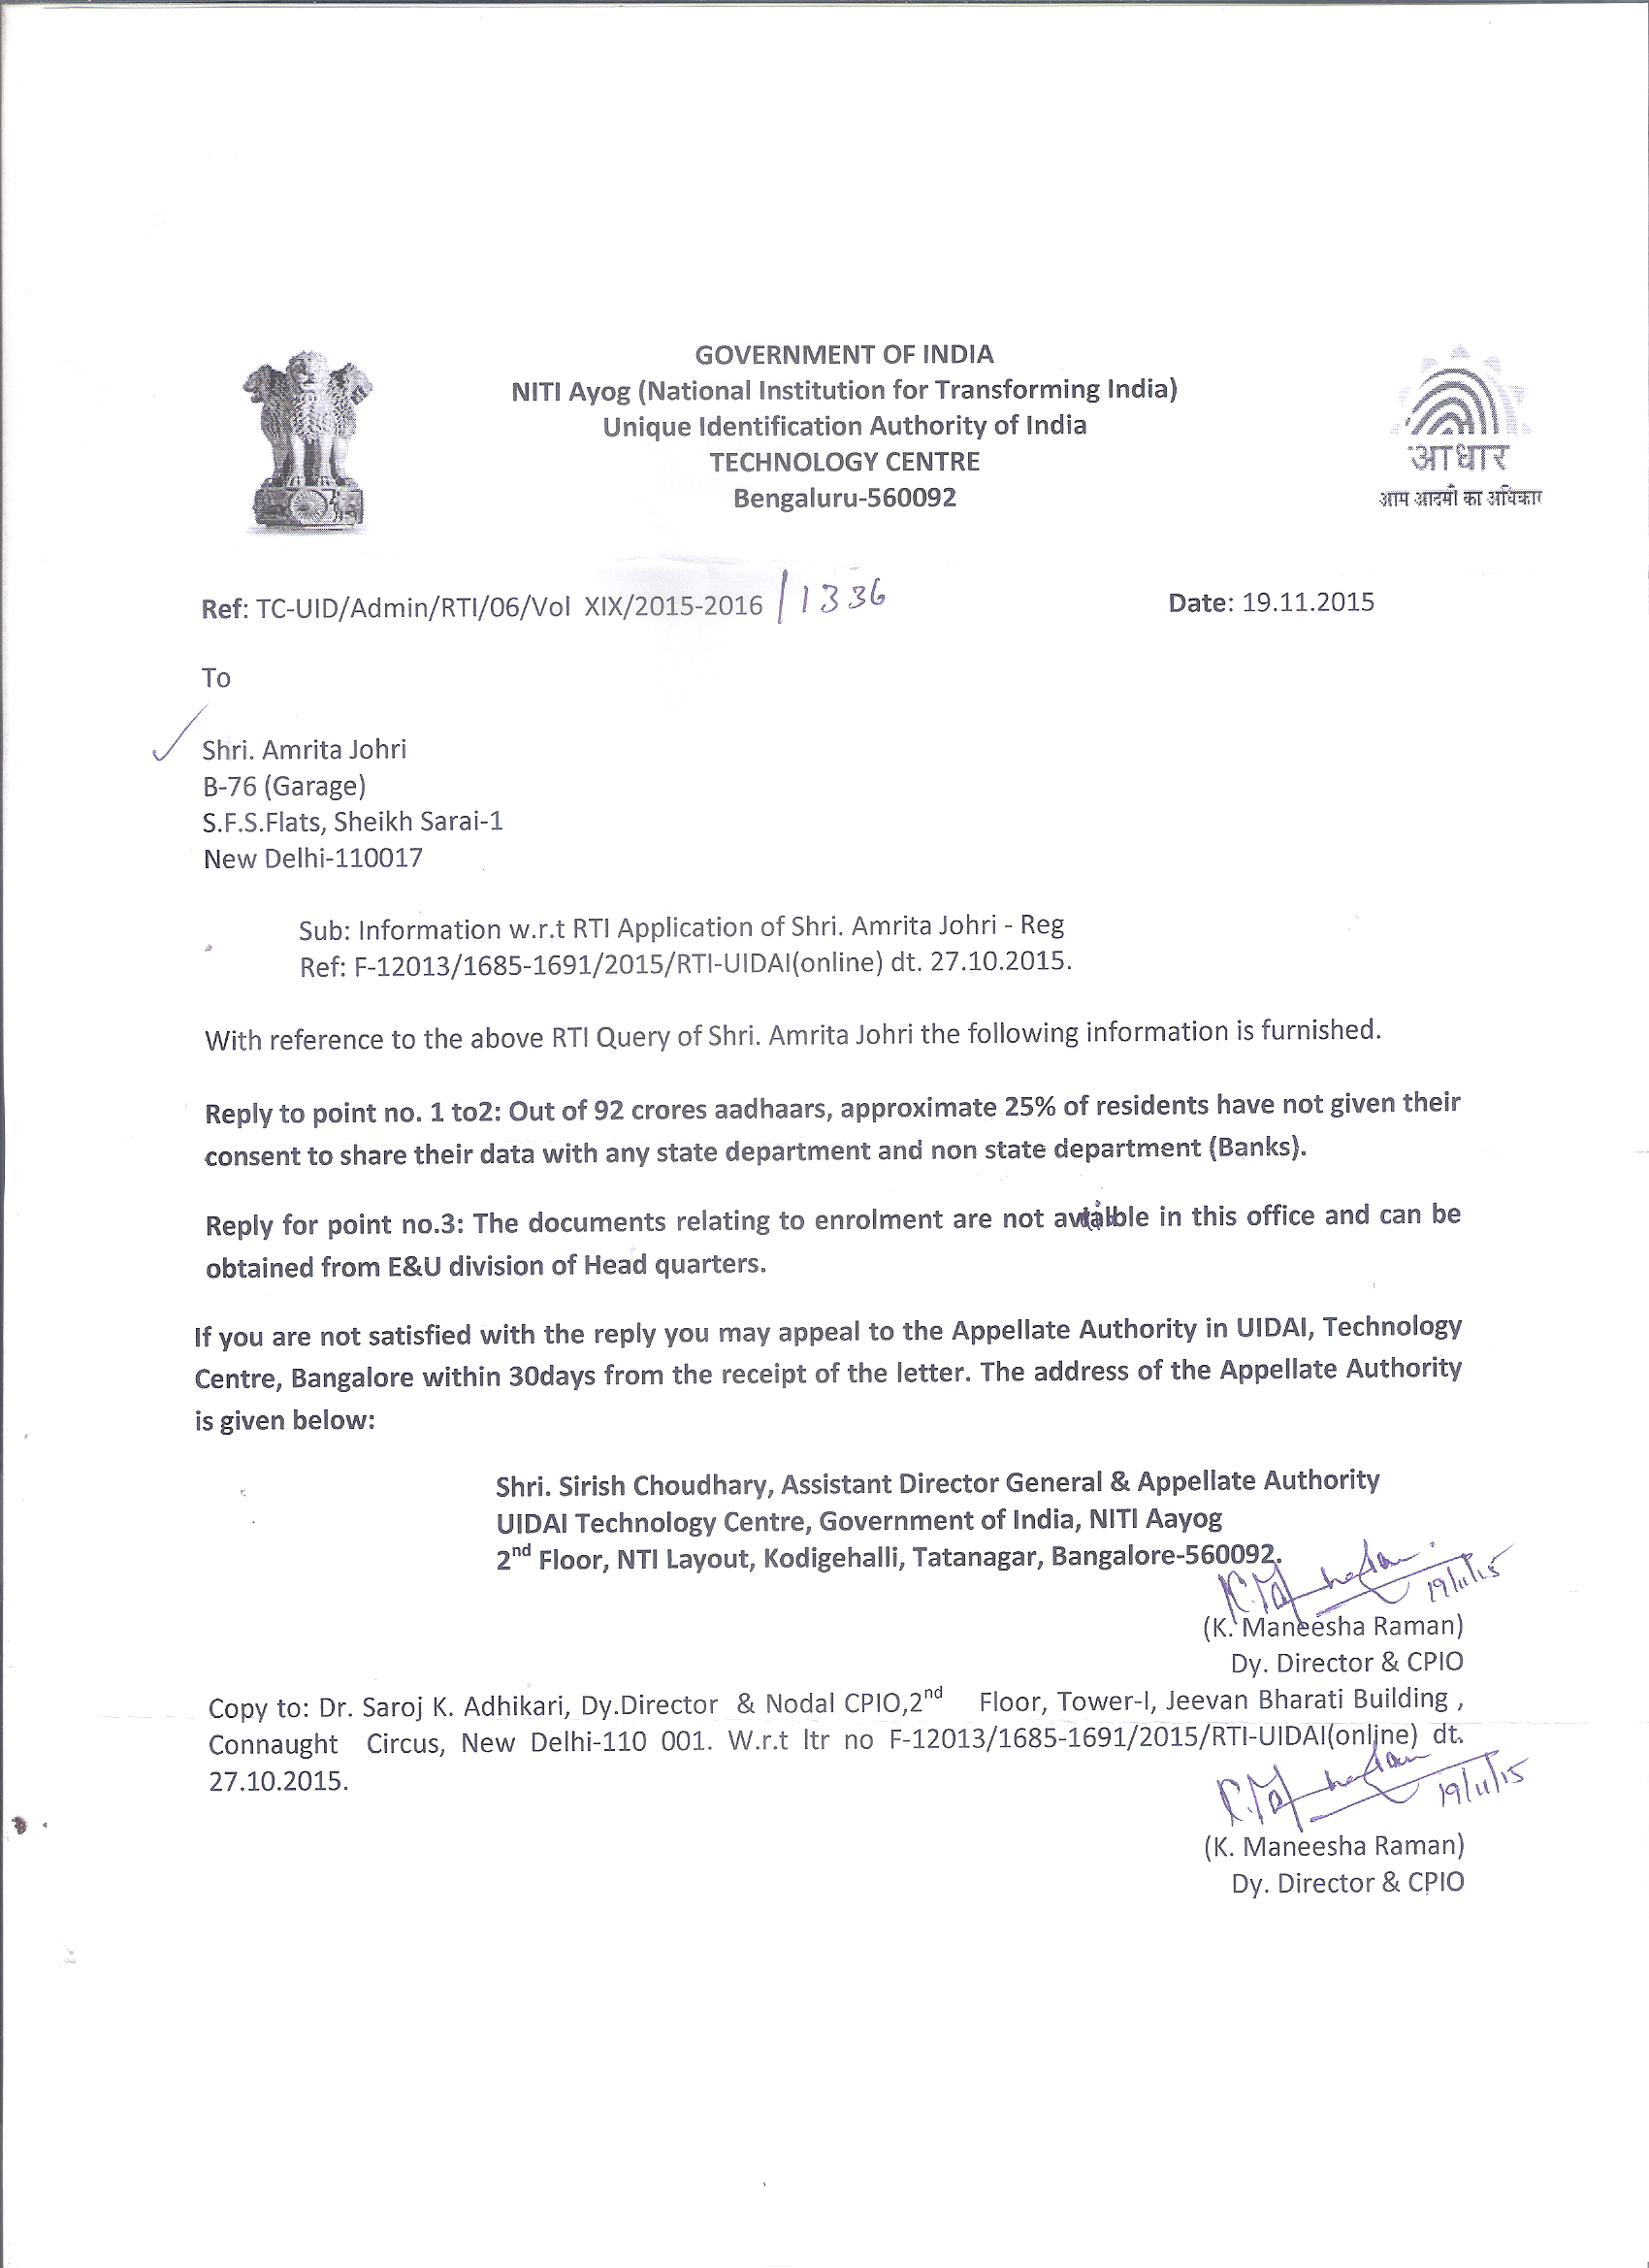 GOVERNMENT OF INDIA
NITI Ayog (National Institution for Transforming India)
Unique Identification Authority of India
TECHNOLOGY CENTRE
Bengaluru-560092
आधार
आम आदमी का अधिकार
Ref: TC-UID/Admin/RTI/06/Vol XIX/2015-2016 /1336
Date: 19.11.2015
To
Shri. Amrita Johri
B-76 (Garage)
S.F.S.Flats, Sheikh Sarai-1
New Delhi-110017
Sub: Information w.r.t RTI Application of Shri. Amrita Johri - Reg
Ref: F-12013/1685-1691/2015/RTI-UIDAI(online) dt. 27.10.2015.
With reference to the above RTI Query of Shri. Amrita Johri the following information is furnished.
Reply to point no. 1 to2: Out of 92 crores aadhaars, approximate 25% of residents have not given their
consent to share their data with any state department and non state department (Banks).
Reply for point no.3: The documents relating to enrolment are not in this office and can be
obtained from E&U division of Head quarters.
If you are not satisfied with the reply you may appeal to the Appellate Authority in UIDAI, Technology
Centre, Bangalore within 30days from the receipt of the letter. The address of the Appellate Authority
is given below:
Shri. Sirish Choudhary, Assistant Director General & Appellate Authority
UIDAI Technology Centre, Government of India, NITI Aayog
2nd Floor, NTI Layout, Kodigehalli, Tatanagar, Bangalore-560092.
19/11/15
(K. Maneesha Raman)
Dy. Director & CPIO
Copy to: Dr. Saroj K. Adhikari, Dy.Director & Nodal CPIO,2nd Floor, Tower-I, Jeevan Bharati Building ,
Connaught Circus, New Delhi-110 001. W.r.t ltr no F-12013/1685-1691/2015/RTI-UIDAI(online) dt.
27.10.2015.
19/11/15
(K. Maneesha Raman)
Dy. Director & CPIO